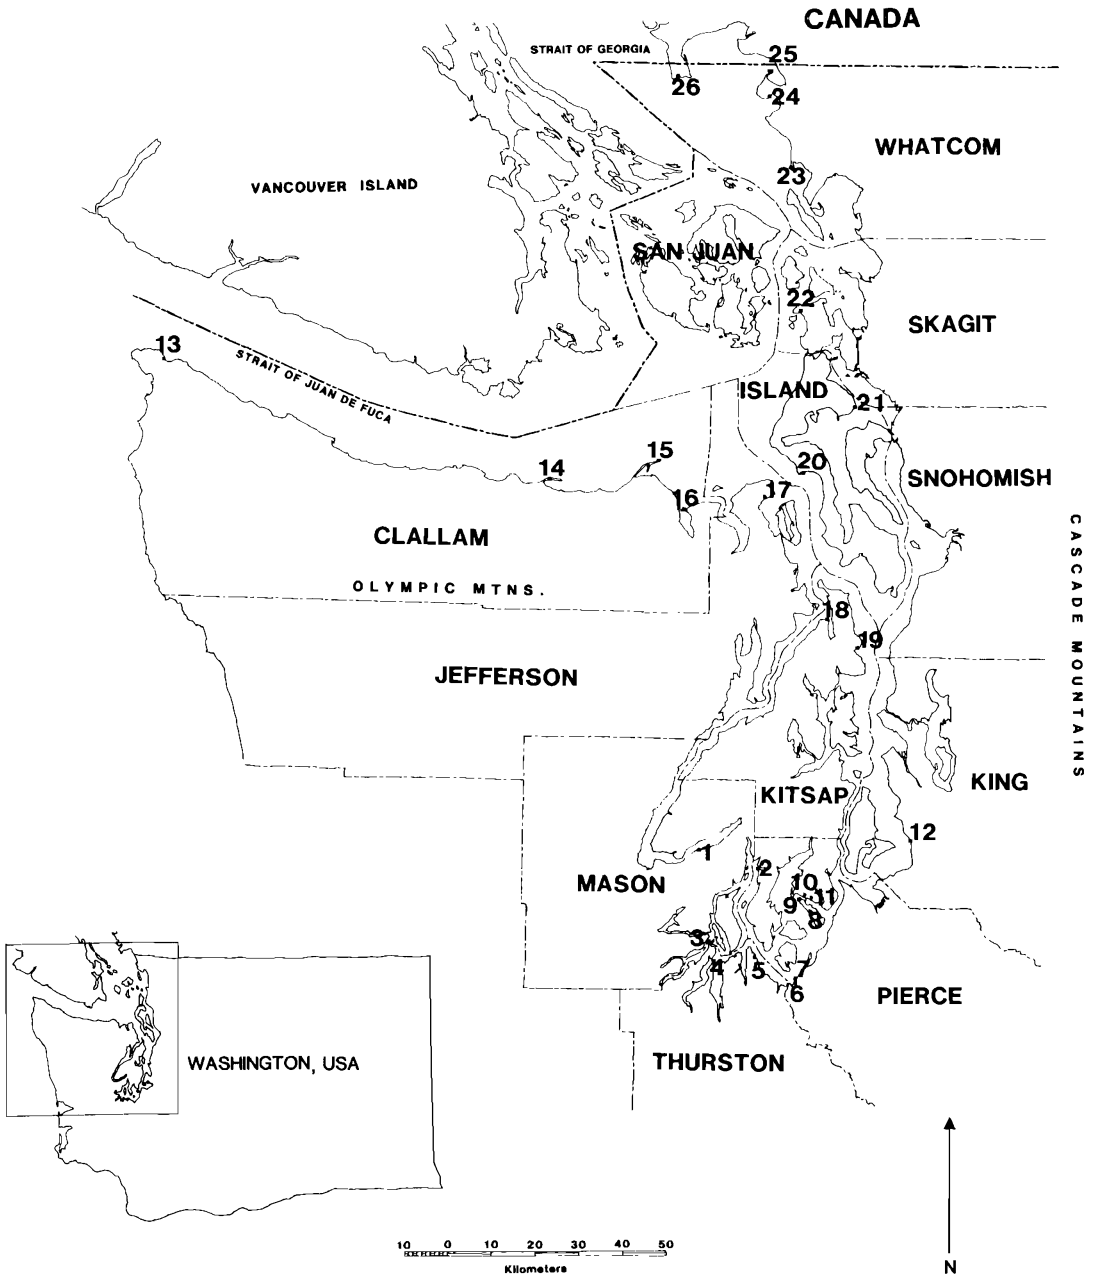 CANADA
STRAIT OF GEORGIA
25
26
24
WHATCOM
23
VANCOUVER ISLAND
SAN JUAN
22
SKAGIT
13
STRAIT OF JUAN DE FUCA
ISLAND
21
15
14
20
SNOHOMISH
16
17
CLALLAM
CASCADE MOUNTAINS
OLYMPIC MTNS.
18
19
JEFFERSON
KITSAP
KING
12
1
2
MASON
10
11
9
8
3
4
5
7
6
PIERCE
THURSTON
WASHINGTON, USA
10 0 10 20 30 40 50
Kilometers
N